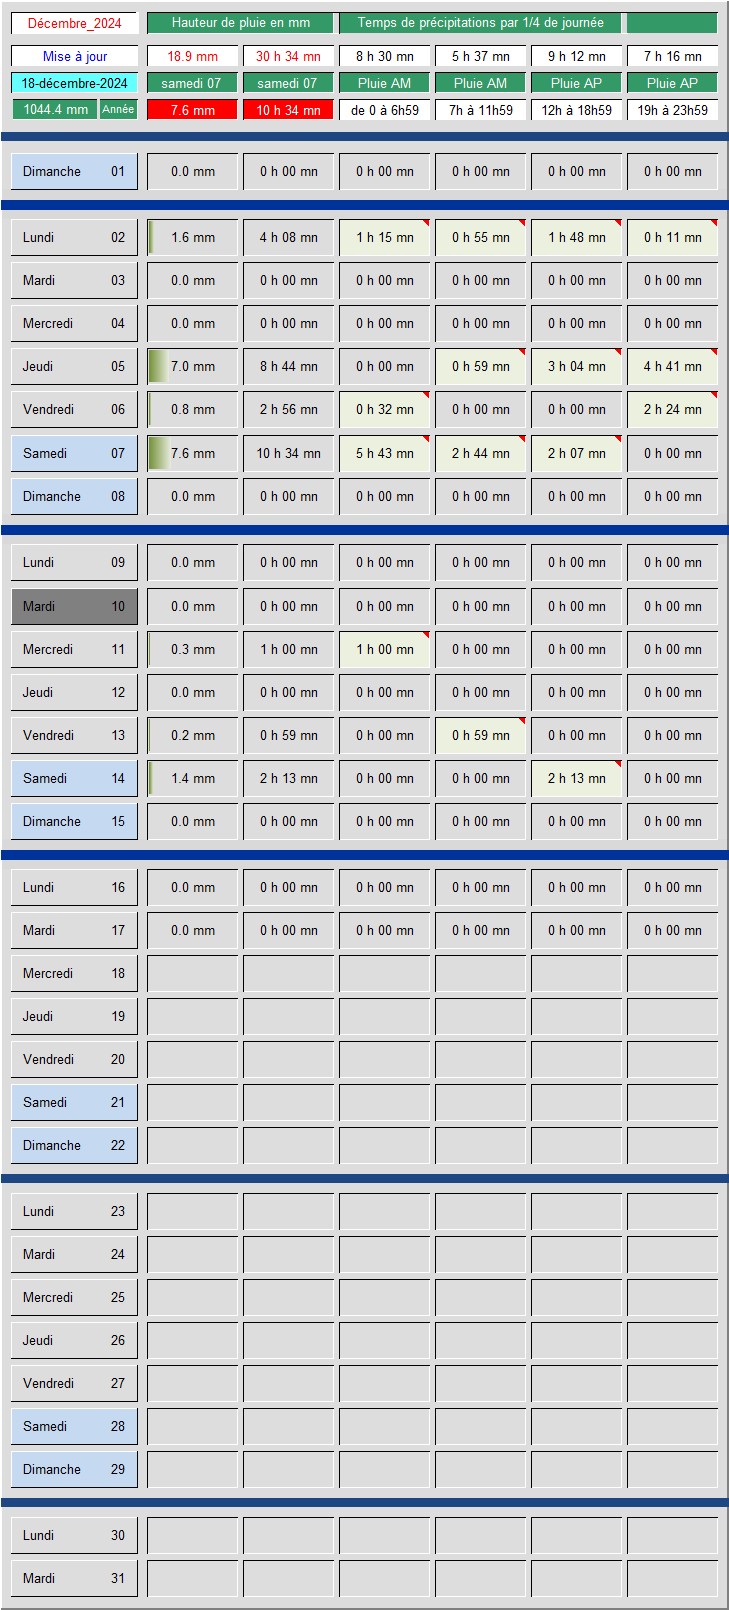 Décembre_2024 Hauteur de pluie en mm Temps de précipitations par 1/4 de journée
Mise à jour 18.9 mm 30 h 34 mn 8 h 30 mn 5 h 37 mn 9 h 12 mn 7 h 16 mn
18-décembre-2024 samedi 07 samedi 07 Pluie AM Pluie AM Pluie AP Pluie AP
1044.4 mm Année 7.6 mm 10 h 34 mn de 0 à 6h59 7h à 11h59 12h à 18h59 19h à 23h59
Dimanche 01 0.0 mm 0 h 00 mn 0 h 00 mn 0 h 00 mn 0 h 00 mn 0 h 00 mn
Lundi 02 1.6 mm 4 h 08 mn 1 h 15 mn 0 h 55 mn 1 h 48 mn 0 h 11 mn
Mardi 03 0.0 mm 0 h 00 mn 0 h 00 mn 0 h 00 mn 0 h 00 mn 0 h 00 mn
Mercredi 04 0.0 mm 0 h 00 mn 0 h 00 mn 0 h 00 mn 0 h 00 mn 0 h 00 mn
Jeudi 05 7.0 mm 8 h 44 mn 0 h 00 mn 0 h 59 mn 3 h 04 mn 4 h 41 mn
Vendredi 06 0.8 mm 2 h 56 mn 0 h 32 mn 0 h 00 mn 0 h 00 mn 2 h 24 mn
Samedi 07 7.6 mm 10 h 34 mn 5 h 43 mn 2 h 44 mn 2 h 07 mn 0 h 00 mn
Dimanche 08 0.0 mm 0 h 00 mn 0 h 00 mn 0 h 00 mn 0 h 00 mn 0 h 00 mn
Lundi 09 0.0 mm 0 h 00 mn 0 h 00 mn 0 h 00 mn 0 h 00 mn 0 h 00 mn
Mardi 10 0.0 mm 0 h 00 mn 0 h 00 mn 0 h 00 mn 0 h 00 mn 0 h 00 mn
Mercredi 11 0.3 mm 1 h 00 mn 1 h 00 mn 0 h 00 mn 0 h 00 mn 0 h 00 mn
Jeudi 12 0.0 mm 0 h 00 mn 0 h 00 mn 0 h 00 mn 0 h 00 mn 0 h 00 mn
Vendredi 13 0.2 mm 0 h 59 mn 0 h 00 mn 0 h 59 mn 0 h 00 mn 0 h 00 mn
Samedi 14 1.4 mm 2 h 13 mn 0 h 00 mn 0 h 00 mn 2 h 13 mn 0 h 00 mn
Dimanche 15 0.0 mm 0 h 00 mn 0 h 00 mn 0 h 00 mn 0 h 00 mn 0 h 00 mn
Lundi 16 0.0 mm 0 h 00 mn 0 h 00 mn 0 h 00 mn 0 h 00 mn 0 h 00 mn
Mardi 17 0.0 mm 0 h 00 mn 0 h 00 mn 0 h 00 mn 0 h 00 mn 0 h 00 mn
Mercredi 18
Jeudi 19
Vendredi 20
Samedi 21
Dimanche 22
Lundi 23
Mardi 24
Mercredi 25
Jeudi 26
Vendredi 27
Samedi 28
Dimanche 29
Lundi 30
Mardi 31